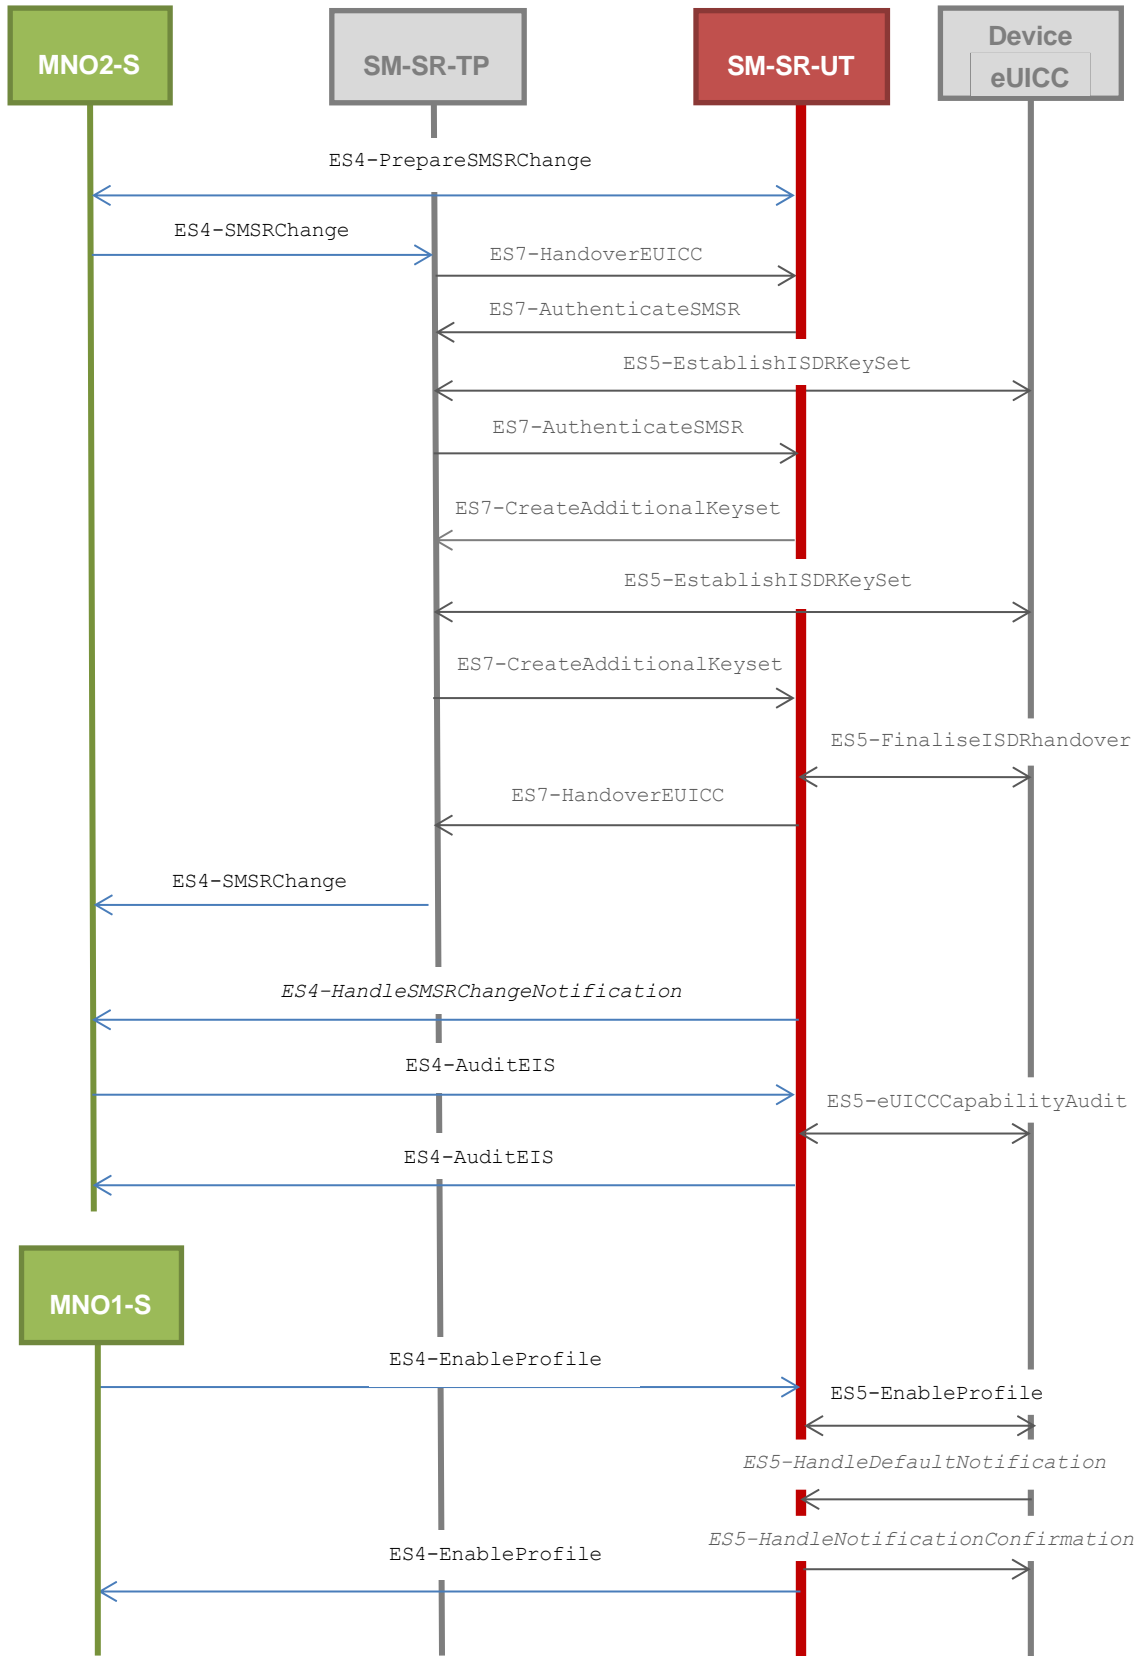 MNO2-S
SM-SR-TP
SM-SR-UT
Device
eUICC
ES4-PrepareSMSRChange
ES4-SMSRChange
ES7-HandoverEUICC
ES7-AuthenticateSMSR
ES5-EstablishISDRKeySet
ES7-AuthenticateSMSR
ES7-CreateAdditionalKeyset
ES5-EstablishISDRKeySet
ES7-CreateAdditionalKeyset
ES5-FinaliseISDRhandover
ES7-HandoverEUICC
ES4-SMSRChange
ES4-HandleSMSRChangeNotification
ES4-AuditEIS
ES5-eUICCCapabilityAudit
ES4-AuditEIS
MNO1-S
ES4-EnableProfile
ES5-EnableProfile
ES5-HandleDefaultNotification
ES5-HandleNotificationConfirmation
ES4-EnableProfile